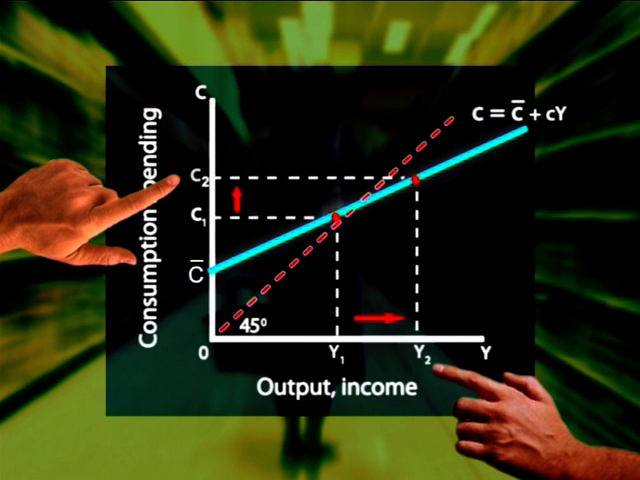 C
C = C̅ + cY
Consumption spending
C₂
C₁
C̅
45⁰
0
Y₁
Y₂
Y
Output, income